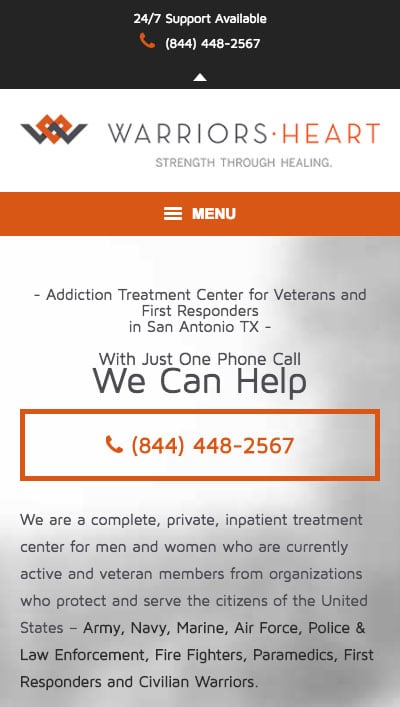 24/7 Support Available
(844) 448-2567
WARRIORS·HEART
STRENGTH THROUGH HEALING.
MENU
- Addiction Treatment Center for Veterans and
First Responders
in San Antonio TX -
With Just One Phone Call
We Can Help
(844) 448-2567
We are a complete, private, inpatient treatment
center for men and women who are currently
active and veteran members from organizations
who protect and serve the citizens of the United
States – Army, Navy, Marine, Air Force, Police &
Law Enforcement, Fire Fighters, Paramedics, First
Responders and Civilian Warriors.